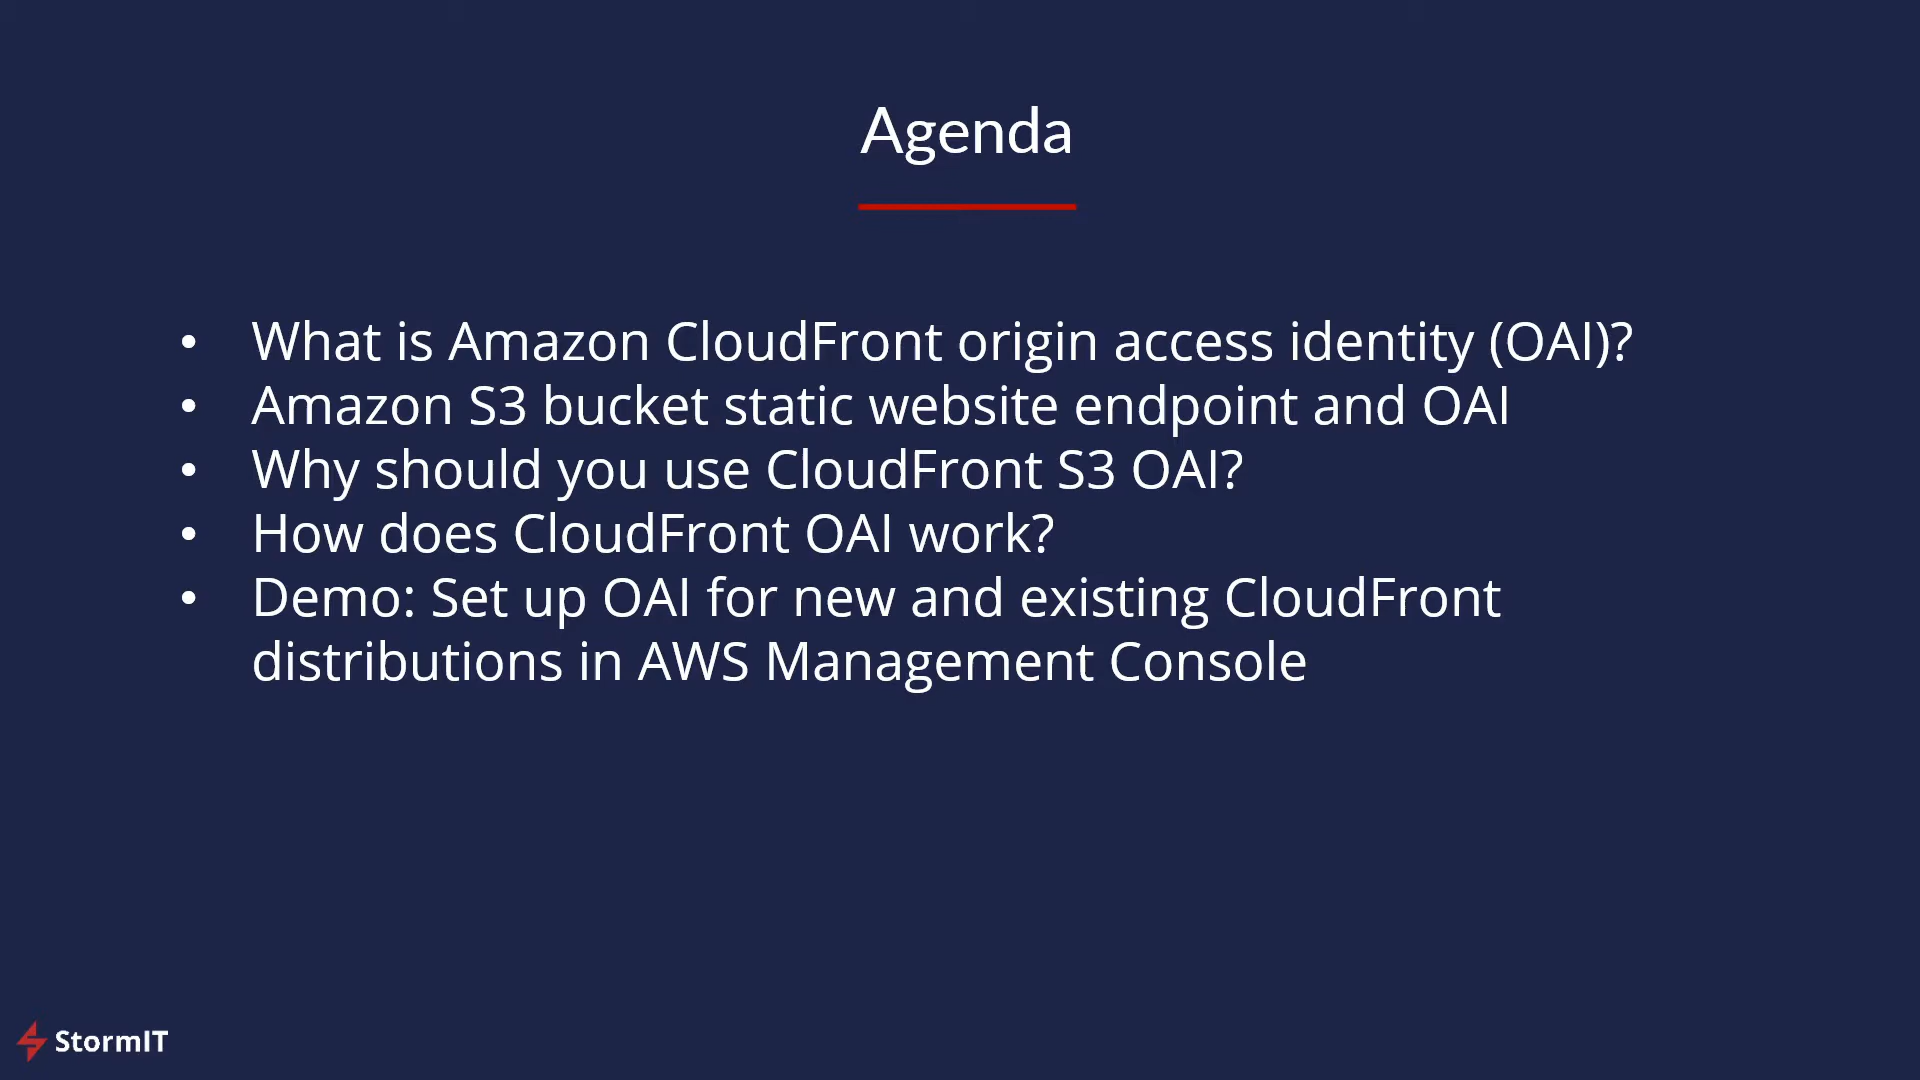 Agenda
• What is Amazon CloudFront origin access identity (OAI)?
• Amazon S3 bucket static website endpoint and OAI
• Why should you use CloudFront S3 OAI?
• How does CloudFront OAI work?
• Demo: Set up OAI for new and existing CloudFront
distributions in AWS Management Console
StormIT